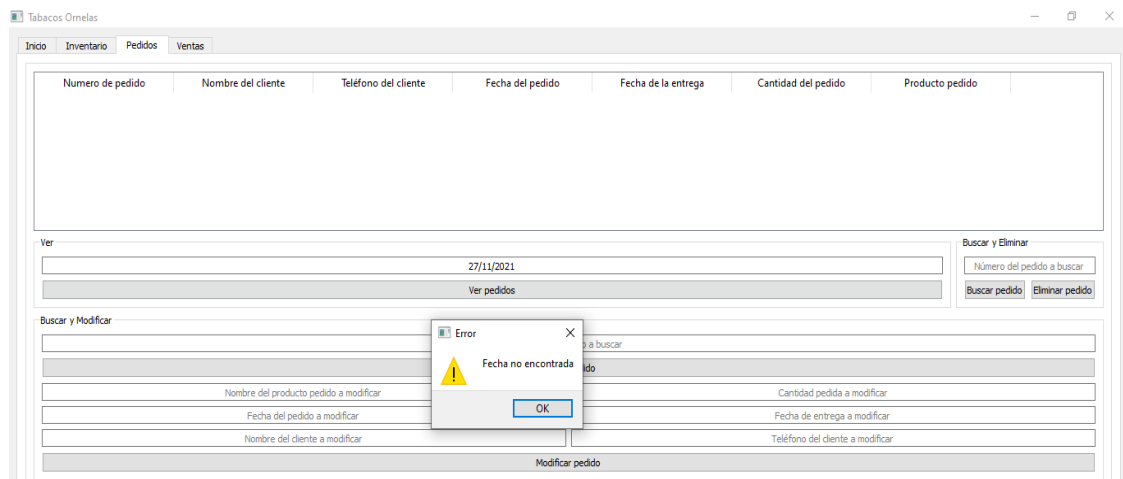 Tabacos Ornelas
Inicio Inventario Pedidos Ventas
Numero de pedido Nombre del cliente Teléfono del cliente Fecha del pedido Fecha de la entrega Cantidad del pedido Producto pedido
Ver
27/11/2021
Ver pedidos
Buscar y Eliminar
Número del pedido a buscar
Buscar pedido Eliminar pedido
Buscar y Modificar
a buscar
Error
Fecha no encontrada
OK
Nombre del producto pedido a modificar Cantidad pedida a modificar
Fecha del pedido a modificar Fecha de entrega a modificar
Nombre del cliente a modificar Teléfono del cliente a modificar
Modificar pedido